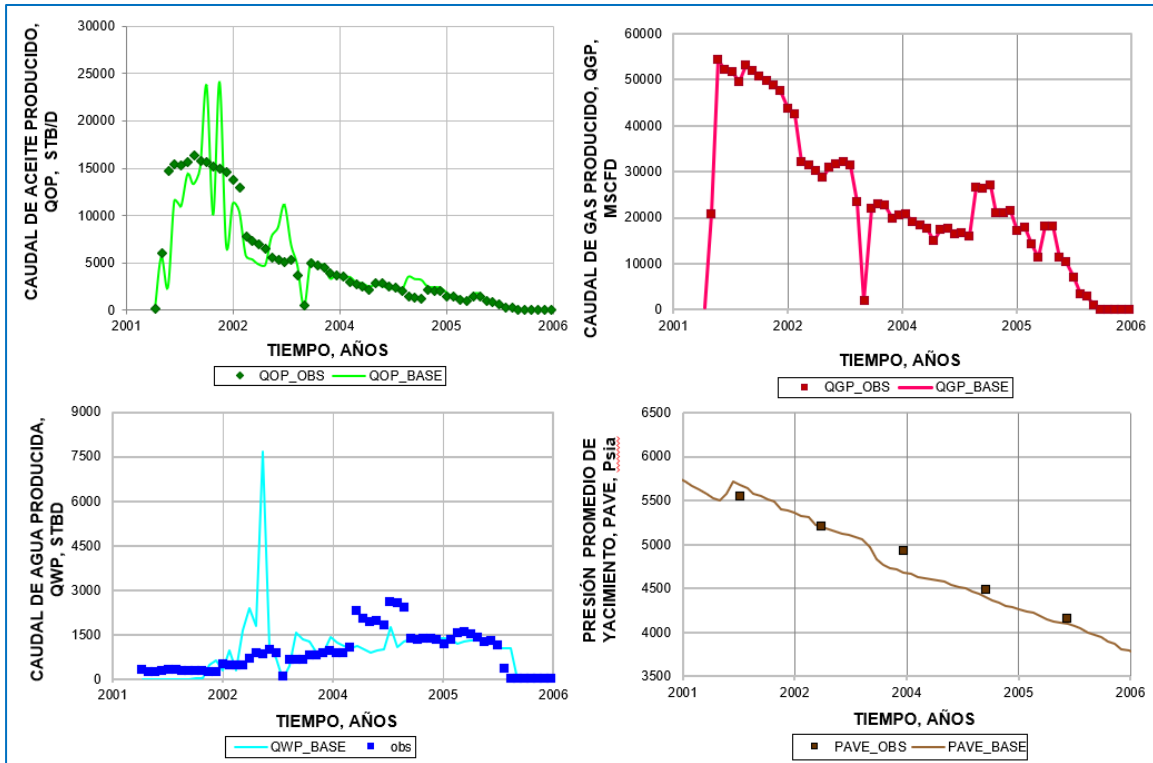 CAUDAL DE ACEITE PRODUCIDO,
QOP, STB/D
30000
25000
20000
15000
10000
5000
0
2001
2002
2004
2005
2006
TIEMPO, AÑOS
QOP_OBS
QOP_BASE
CAUDAL DE GAS PRODUCIDO, QGP,
MSCFD
60000
50000
40000
30000
20000
10000
0
2001
2002
2004
2005
2006
TIEMPO, AÑOS
QGP_OBS
QGP_BASE
CAUDAL DE AGUA PRODUCIDA,
QWP, STBD
9000
7500
6000
4500
3000
1500
0
2001
2002
2004
2005
2006
TIEMPO, AÑOS
QWP_BASE
obs
PRESIÓN PROMEDIO DE
YACIMIENTO, PAVE, Psia
6500
6000
5500
5000
4500
4000
3500
2001
2002
2004
2005
2006
TIEMPO, AÑOS
PAVE_OBS
PAVE_BASE